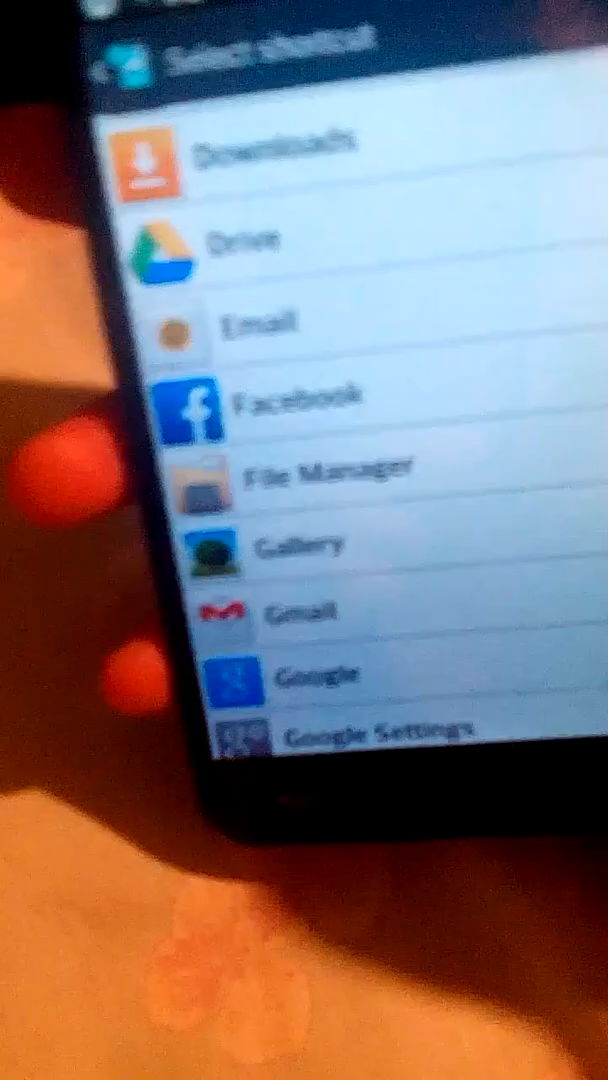 Select shortcut
Downloads
Drive
Email
Facebook
File Manager
Gallery
Gmail
Google
Google Settings